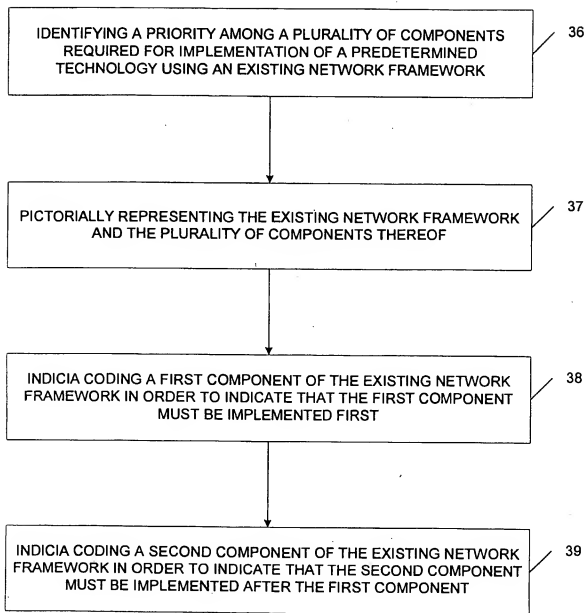 IDENTIFYING A PRIORITY AMONG A PLURALITY OF COMPONENTS
REQUIRED FOR IMPLEMENTATION OF A PREDETERMINED
TECHNOLOGY USING AN EXISTING NETWORK FRAMEWORK
36
PICTORIALLY REPRESENTING THE EXISTING NETWORK FRAMEWORK
AND THE PLURALITY OF COMPONENTS THEREOF
37
INDICIA CODING A FIRST COMPONENT OF THE EXISTING NETWORK
FRAMEWORK IN ORDER TO INDICATE THAT THE FIRST COMPONENT
MUST BE IMPLEMENTED FIRST
38
INDICIA CODING A SECOND COMPONENT OF THE EXISTING NETWORK
FRAMEWORK IN ORDER TO INDICATE THAT THE SECOND COMPONENT
MUST BE IMPLEMENTED AFTER THE FIRST COMPONENT
39